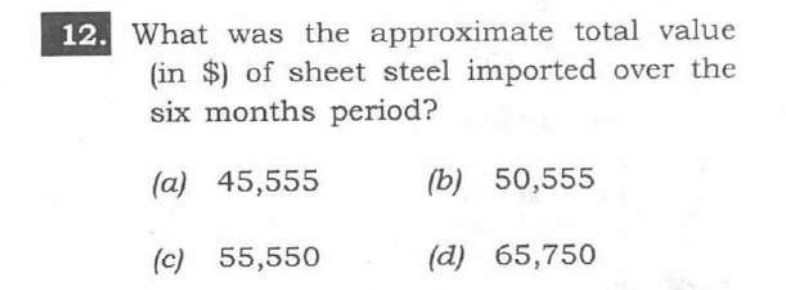 12. What was the approximate total value
(in $) of sheet steel imported over the
six months period?
(a) 45,555 (b) 50,555
(c) 55,550 (d) 65,750